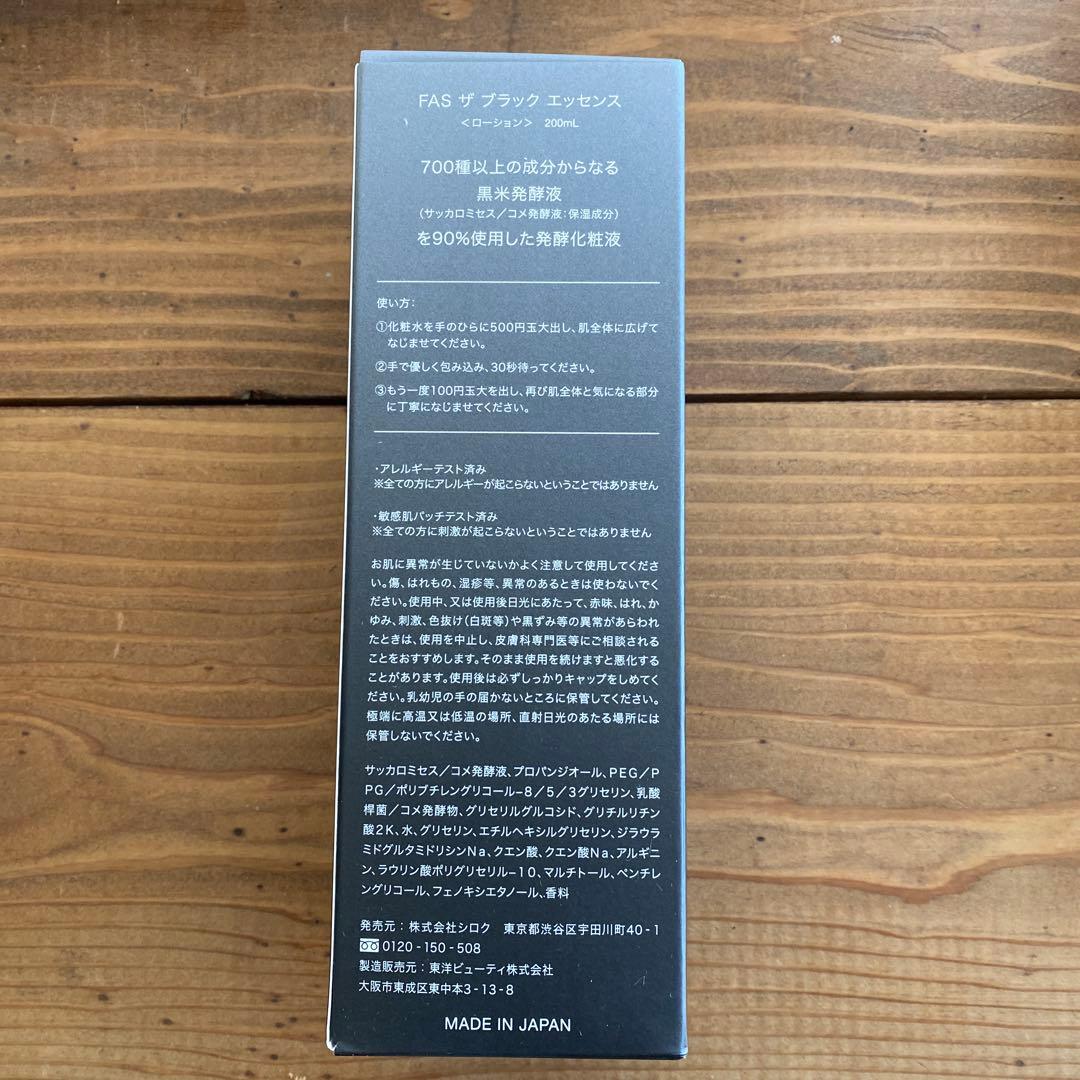 FAS ザ ブラック エッセンス
＜ローション＞　200mL
700種以上の成分からなる
黒米発酵液
（サッカロミセス／コメ発酵液：保湿成分）
を90%使用した発酵化粧液
使い方：
①化粧水を手のひらに500円玉大出し、肌全体に広げて
なじませてください。
②手で優しく包み込み、30秒待ってください。
③もう一度100円玉大を出し、再び肌全体と気になる部分
に丁寧になじませてください。
・アレルギーテスト済み
※全ての方にアレルギーが起こらないということではありません
・敏感肌パッチテスト済み
※全ての方に刺激が起こらないということではありません
お肌に異常が生じていないかよく注意して使用してくださ
い。傷、はれもの、湿疹等、異常のあるときは使わないでく
ださい。使用中、又は使用後日光にあたって、赤味、はれ、か
ゆみ、刺激、色抜け（白斑等）や黒ずみ等の異常があらわれ
たときは、使用を中止し、皮膚科専門医等にご相談される
ことをおすすめします。そのまま使用を続けますと悪化する
ことがあります。使用後は必ずしっかりキャップをしめてく
ださい。乳幼児の手の届かないところに保管してください。
極端に高温又は低温の場所、直射日光のあたる場所には
保管しないでください。
サッカロミセス／コメ発酵液、プロパンジオール、PEG／P
PG／ポリブチレングリコール−8／5／3グリセリン、乳酸
桿菌／コメ発酵物、グリセリルグルコシド、グリチルリチン
酸2K、水、グリセリン、エチルヘキシルグリセリン、ジラウラ
ミドグルタミドリシンNa、クエン酸、クエン酸Na、アルギニ
ン、ラウリン酸ポリグリセリル−10、マルチトール、ペンチレ
ングリコール、フェノキシエタノール、香料
発売元：株式会社シロク　東京都渋谷区宇田川町40-1
0120-150-508
製造販売元：東洋ビューティ株式会社
大阪市東成区東中本3-13-8
MADE IN JAPAN